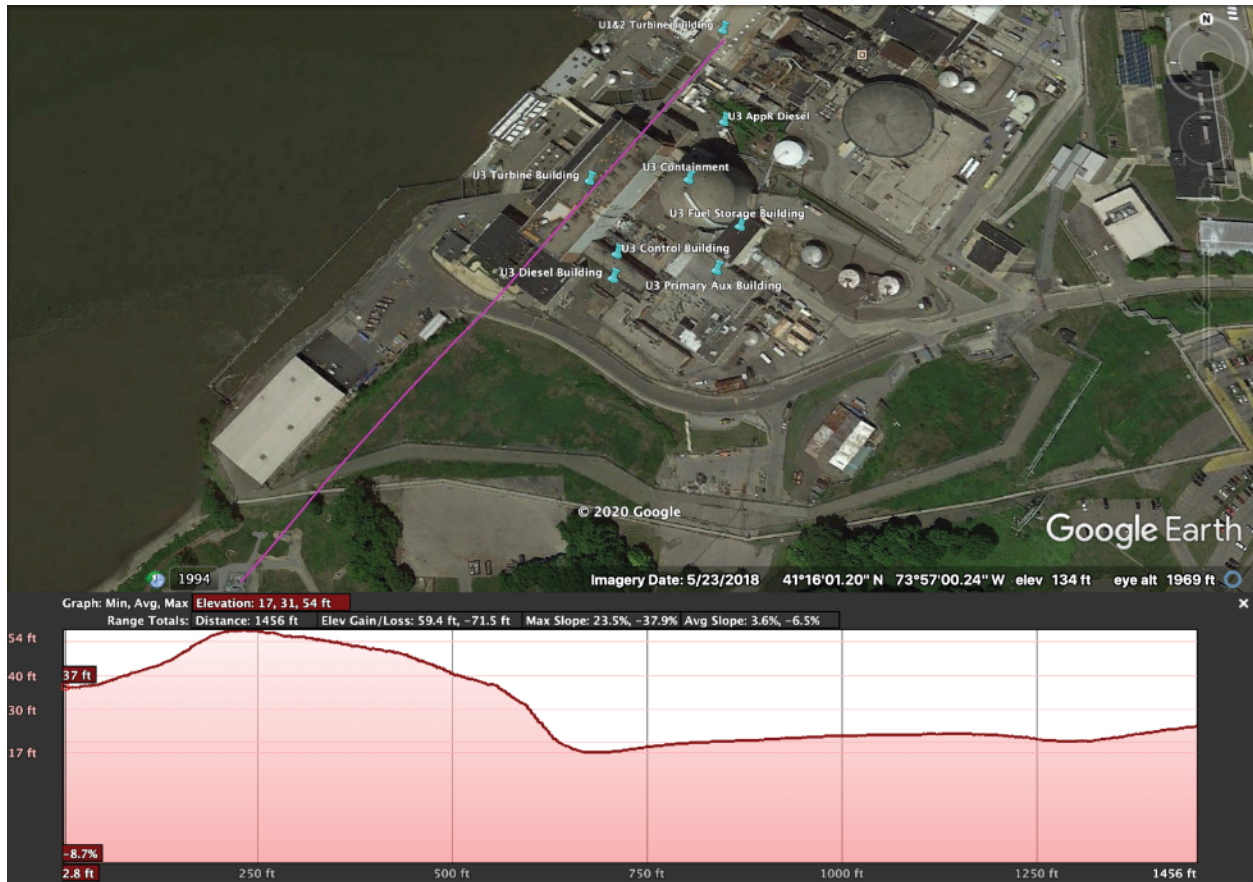 U1&2 Turbine Building
N
U3 AppR Diesel
U3 Turbine Building
U3 Containment
U3 Fuel Storage Building
U3 Control Building
U3 Diesel Building
U3 Primary Aux Building
© 2020 Google
Google Earth
1994
Imagery Date: 5/23/2018 41°16'01.20" N 73°57'00.24" W elev 134 ft eye alt 1969 ft
Graph: Min, Avg, Max Elevation: 17, 31, 54 ft
Range Totals: Distance: 1456 ft Elev Gain/Loss: 59.4 ft, -71.5 ft Max Slope: 23.5%, -37.9% Avg Slope: 3.6%, -6.5%
54 ft
37 ft
40 ft
30 ft
17 ft
-8.7%
2.8 ft 250 ft 500 ft 750 ft 1000 ft 1250 ft 1456 ft